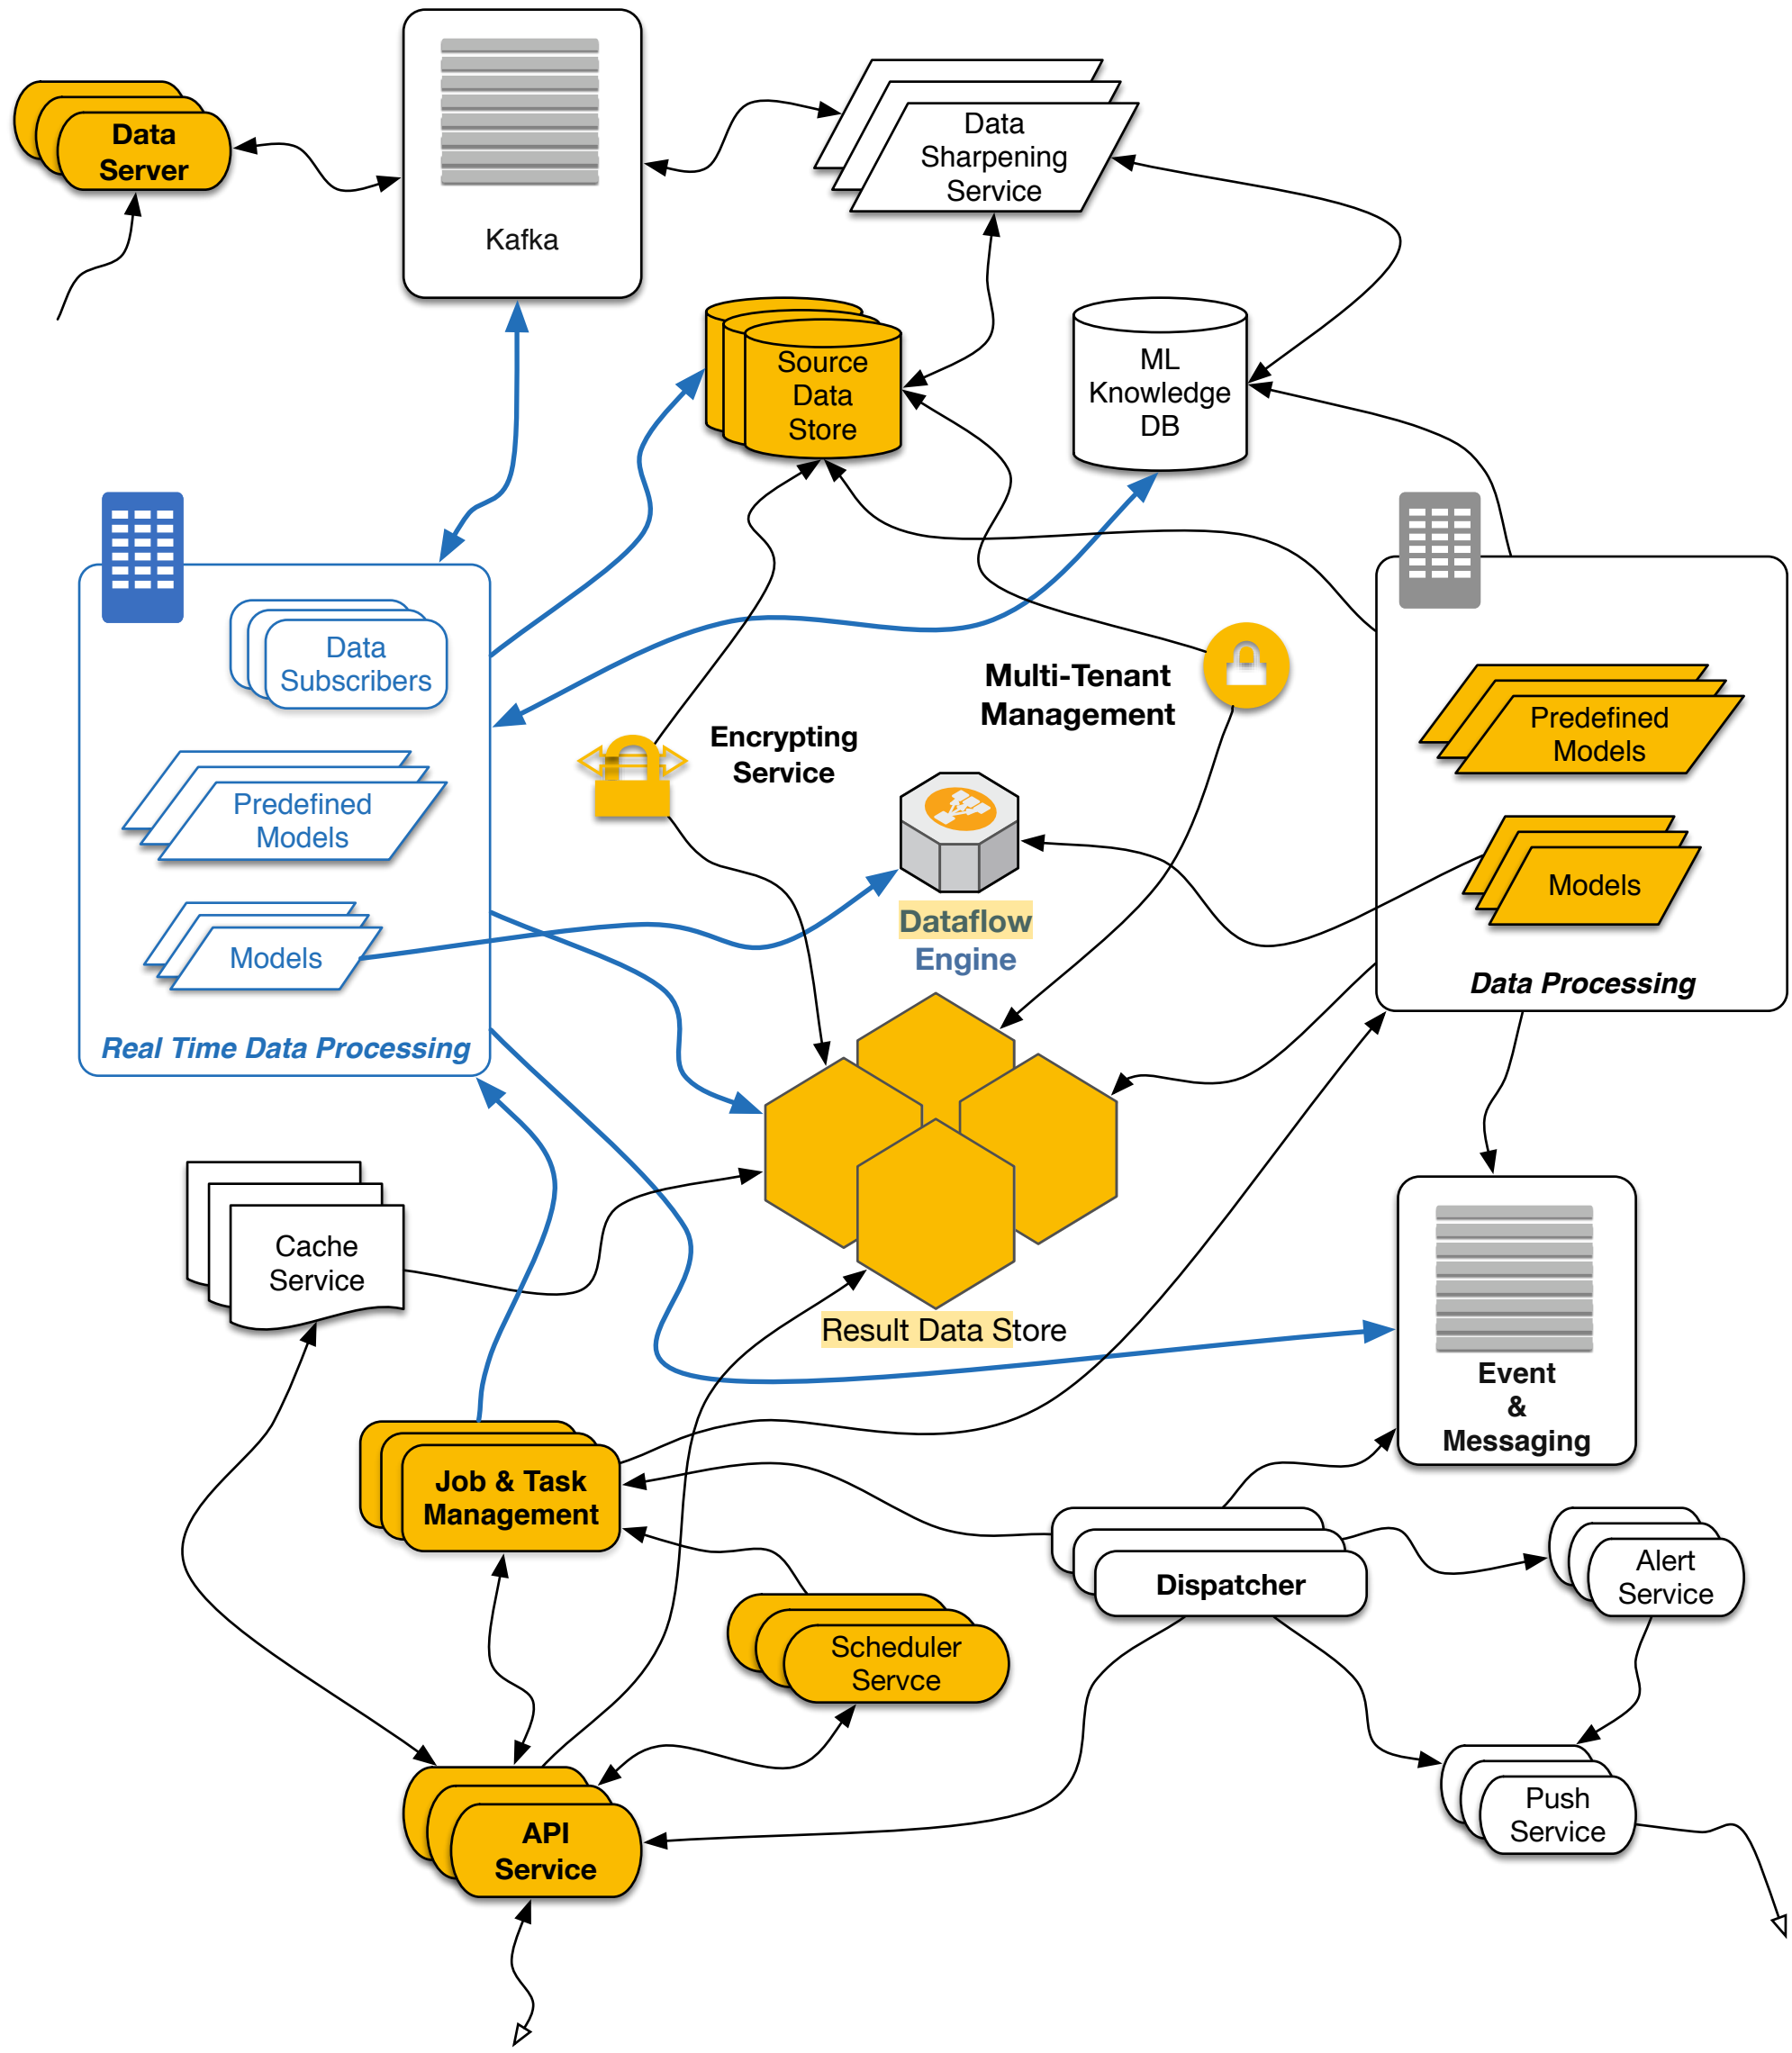 Data
Server
Kafka
Data
Sharpening
Service
Source
Data
Store
ML
Knowledge
DB
Data
Subscribers
Predefined
Models
Models
Real Time Data Processing
Encrypting
Service
Multi-Tenant
Management
Dataflow
Engine
Predefined
Models
Models
Data Processing
Cache
Service
Result Data Store
Event
&
Messaging
Job & Task
Management
Dispatcher
Alert
Service
Scheduler
Servce
API
Service
Push
Service